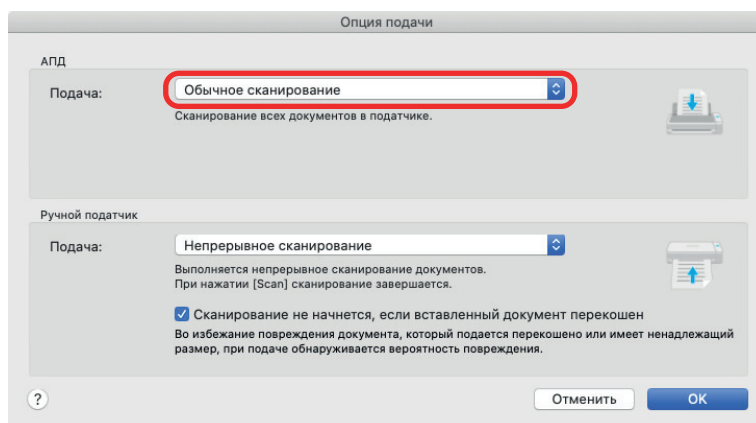 Опция подачи
АПД
Подача:
Обычное сканирование
Сканирование всех документов в податчике.
Ручной податчик
Подача:
Непрерывное сканирование
Выполняется непрерывное сканирование документов.
При нажатии [Scan] сканирование завершается.
Сканирование не начнется, если вставленный документ перекошен
Во избежание повреждения документа, который подается перекошено или имеет ненадлежащий
размер, при подаче обнаруживается вероятность повреждения.
?
Отменить
OK